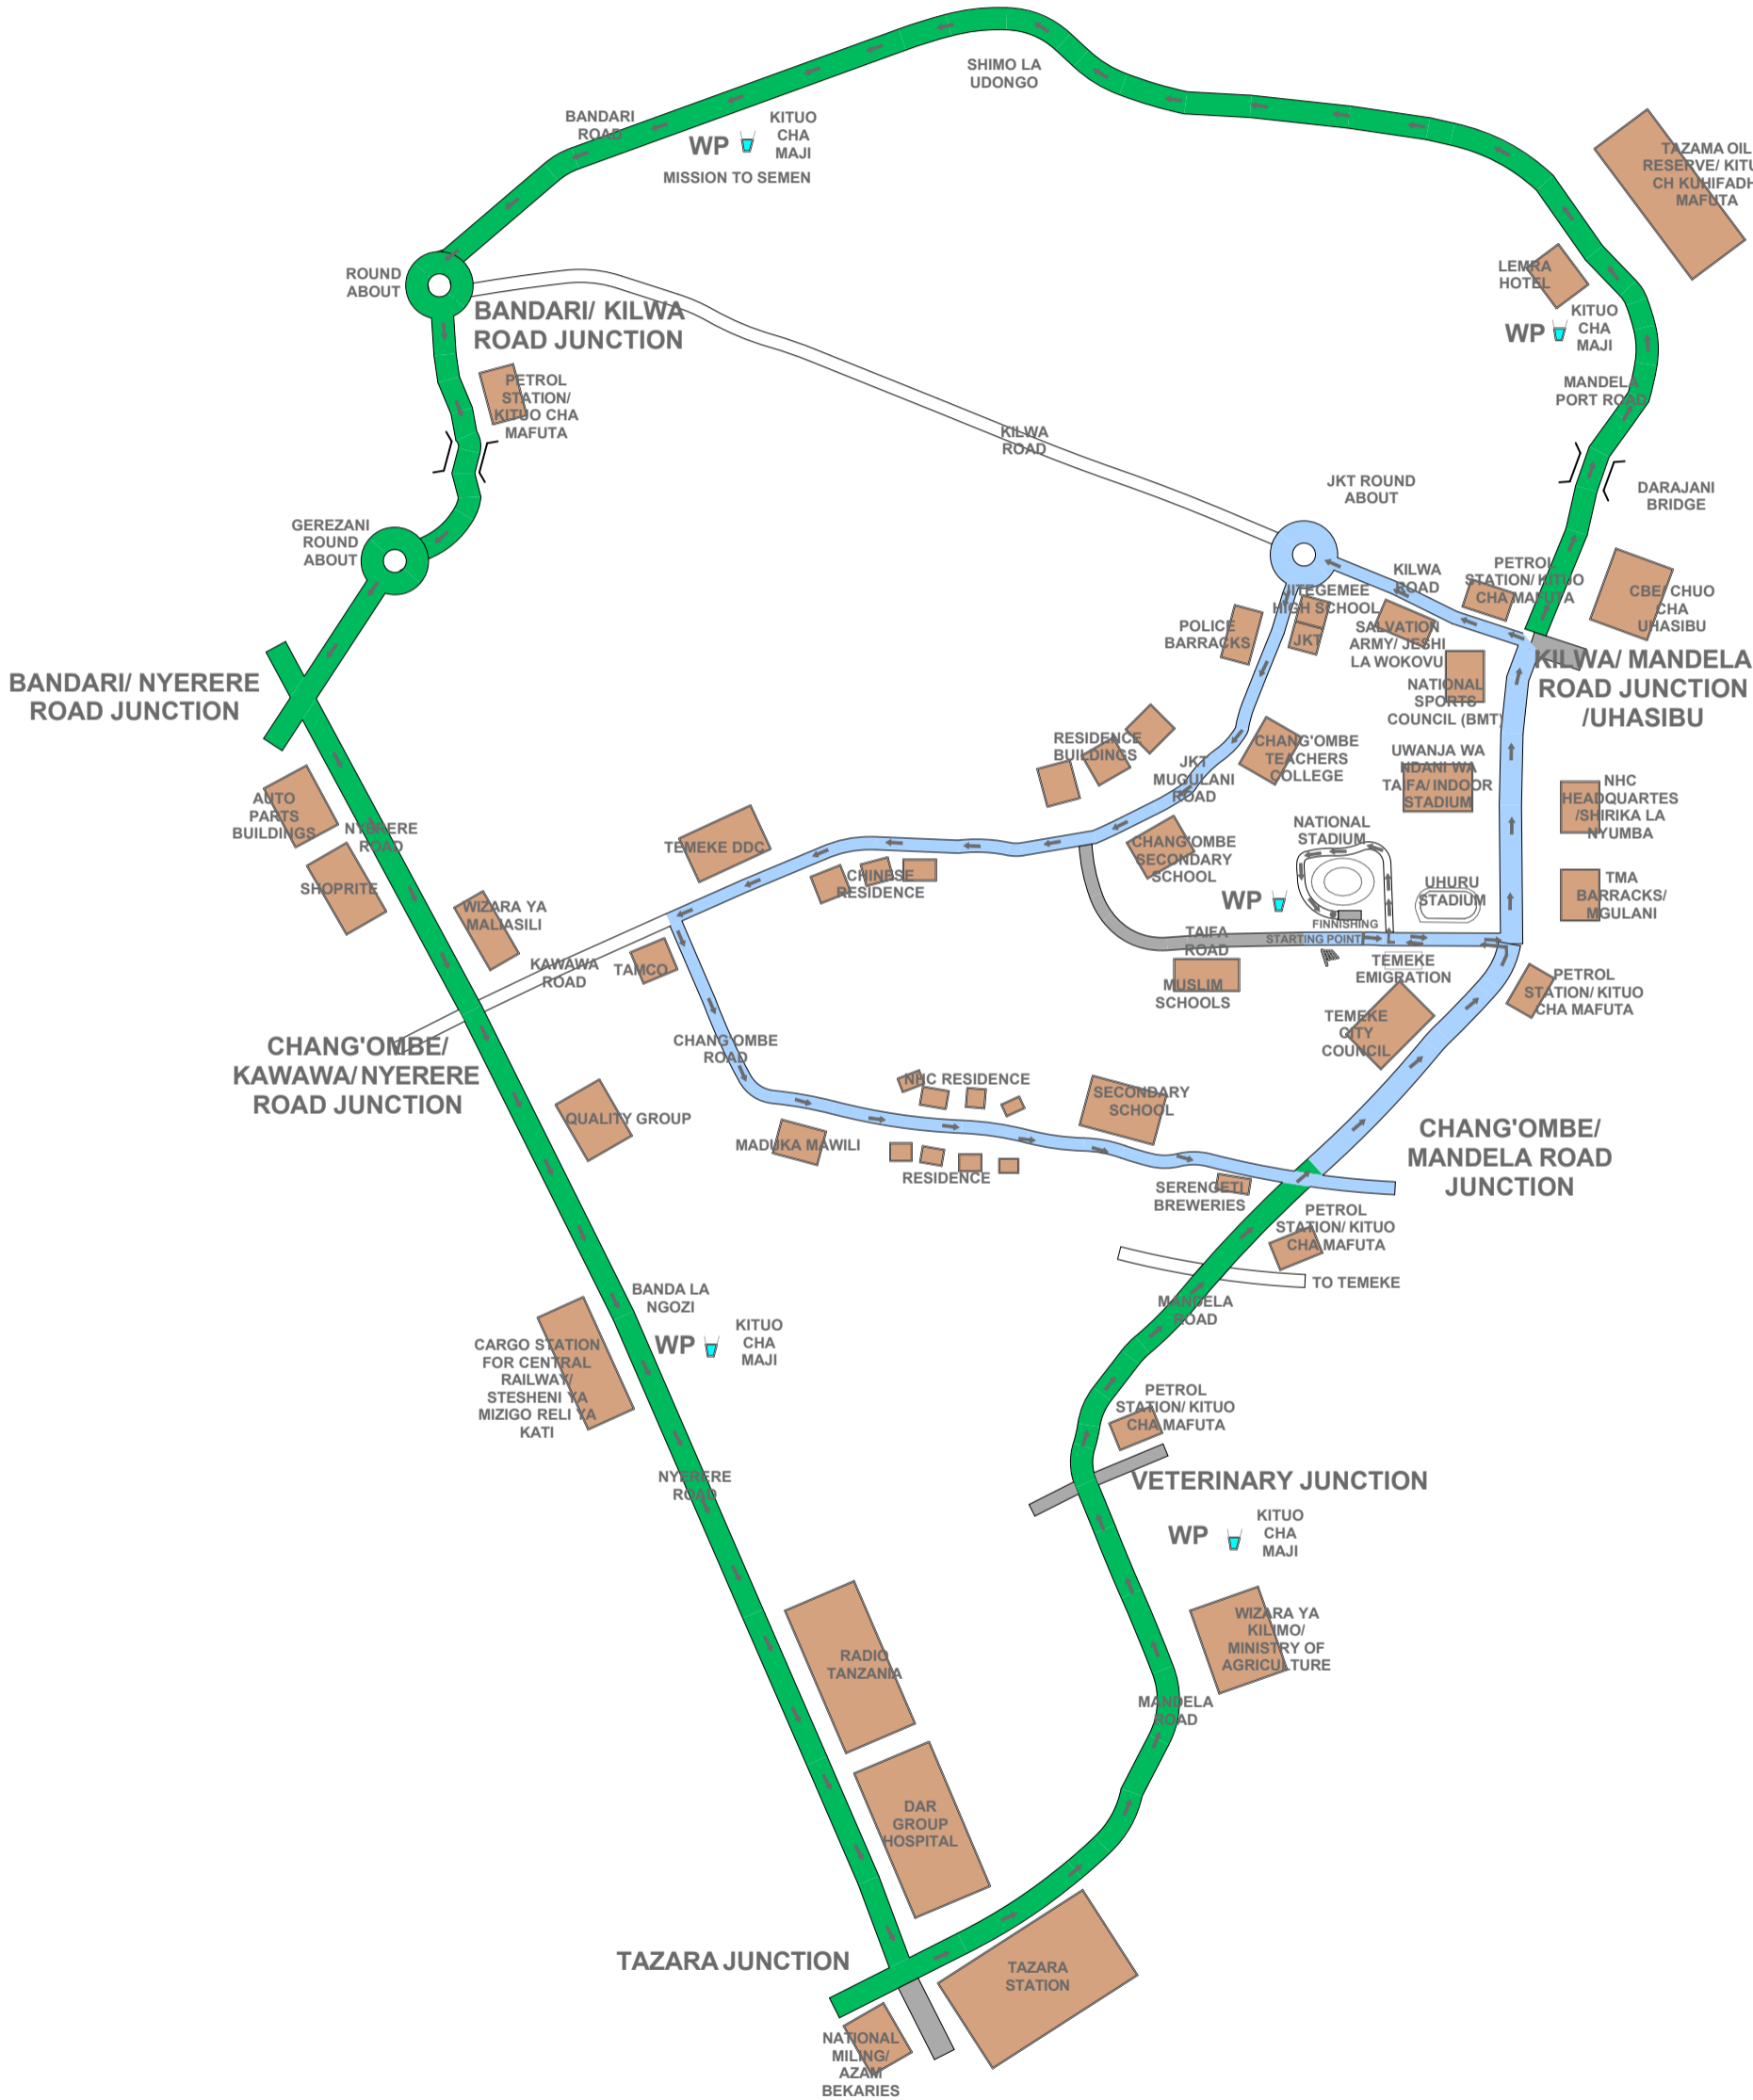 SHIMO LA
UDONGO
BANDARI
ROAD
WP
KITUO
CHA
MAJI
MISSION TO SEMEN
TAZAMA OIL
RESERVE/ KITU
CH KUHIFADH
MAFUTA
ROUND
ABOUT
BANDARI/ KILWA
ROAD JUNCTION
LEMRA
HOTEL
WP
KITUO
CHA
MAJI
PETROL
STATION/
KITUO CHA
MAFUTA
MANDELA
PORT ROAD
KILWA
ROAD
JKT ROUND
ABOUT
DARAJANI
BRIDGE
GEREZANI
ROUND
ABOUT
KILWA
ROAD
PETROL
STATION/ KITUO
CHA MAFUTA
CBE/ CHUO
CHA
UHASIBU
JITEGEMEE
HIGH SCHOOL
JKT
POLICE
BARRACKS
SALVATION
ARMY/ JESHI
LA WOKOVU
KILWA/ MANDELA
ROAD JUNCTION
/UHASIBU
BANDARI/ NYERERE
ROAD JUNCTION
NATIONAL
SPORTS
COUNCIL (BMT)
RESIDENCE
BUILDINGS
CHANG'OMBE
TEACHERS
COLLEGE
JKT
MUGULANI
ROAD
UWANJA WA
NDANI WA
TAIFA/ INDOOR
STADIUM
NHC
HEADQUARTES
/SHIRIKA LA
NYUMBA
AUTO
PARTS
BUILDINGS
NYERERE
ROAD
TEMEKE DDC
NATIONAL
STADIUM
CHANG'OMBE
SECONDARY
SCHOOL
SHOPRITE
CHINESE
RESIDENCE
UHURU
STADIUM
TMA
BARRACKS/
MGULANI
WP
WIZARA YA
MALIASILI
FINNISHING
STARTING POINT
TAIFA
ROAD
KAWAWA
ROAD
TAMCO
TEMEKE
EMIGRATION
MUSLIM
SCHOOLS
PETROL
STATION/ KITUO
CHA MAFUTA
TEMEKE
CITY
COUNCIL
CHANG'OMBE/
KAWAWA/ NYERERE
ROAD JUNCTION
CHANG'OMBE
ROAD
NHC RESIDENCE
SECONDARY
SCHOOL
QUALITY GROUP
MADUKA MAWILI
CHANG'OMBE/
MANDELA ROAD
JUNCTION
RESIDENCE
SERENGETI
BREWERIES
PETROL
STATION/ KITUO
CHA MAFUTA
TO TEMEKE
BANDA LA
NGOZI
MANDELA
ROAD
WP
KITUO
CHA
MAJI
CARGO STATION
FOR CENTRAL
RAILWAY/
STESHENI YA
MIZIGO RELI YA
KATI
PETROL
STATION/ KITUO
CHA MAFUTA
NYERERE
ROAD
VETERINARY JUNCTION
WP
KITUO
CHA
MAJI
WIZARA YA
KILIMO/
MINISTRY OF
AGRICULTURE
RADIO
TANZANIA
MANDELA
ROAD
DAR
GROUP
HOSPITAL
TAZARA JUNCTION
TAZARA
STATION
NATIONAL
MILING/
AZAM
BEKARIES